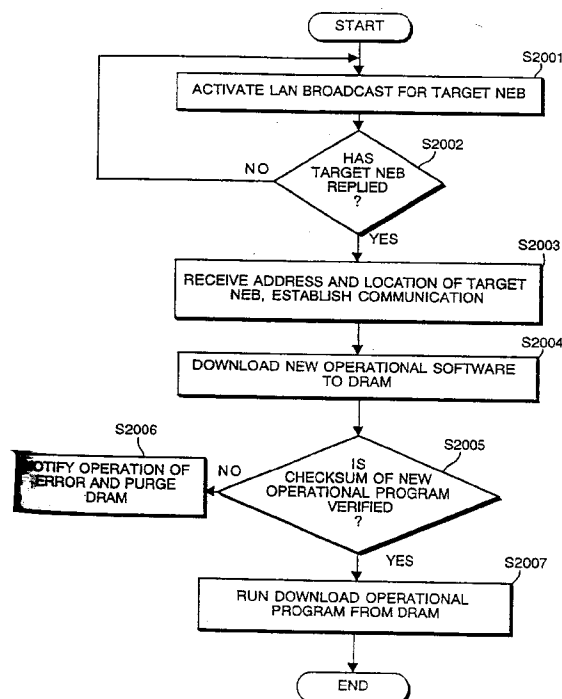 START
S2001
ACTIVATE LAN BROADCAST FOR TARGET NEB
S2002
HAS
TARGET NEB
REPLIED
?
NO
YES
S2003
RECEIVE ADDRESS AND LOCATION OF TARGET
NEB, ESTABLISH COMMUNICATION
S2004
DOWNLOAD NEW OPERATIONAL SOFTWARE
TO DRAM
S2005
IS
CHECKSUM OF NEW
OPERATIONAL PROGRAM
VERIFIED
?
NO
S2006
OTIFY OPERATION OF
ERROR AND PURGE
DRAM
YES
S2007
RUN DOWNLOAD OPERATIONAL
PROGRAM FROM DRAM
END